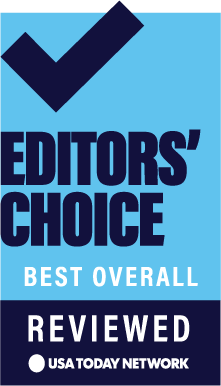 EDITORS'
CHOICE
BEST OVERALL
REVIEWED
USA TODAY NETWORK